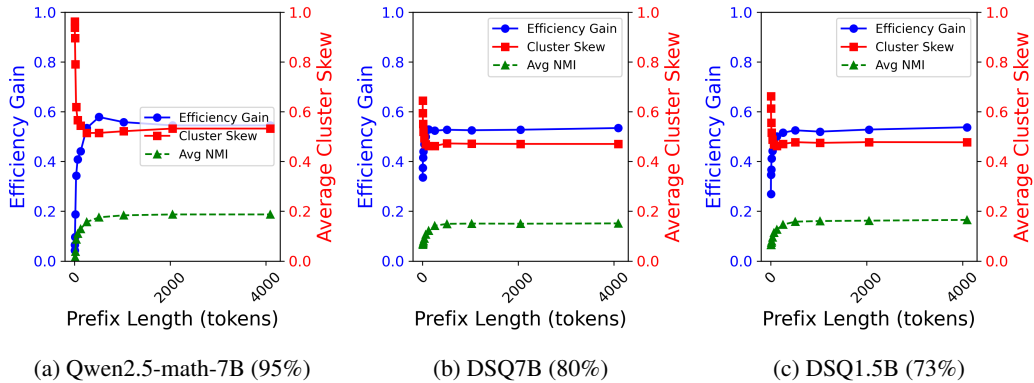 1.0
0.8
0.6
0.4
0.2
0.0
Efficiency Gain
Efficiency Gain
Cluster Skew
Avg NMI
1.0
0.8
0.6
0.4
0.2
0.0
Average Cluster Skew
0
2000
4000
Prefix Length (tokens)
(a) Qwen2.5-math-7B (95%)
1.0
0.8
0.6
0.4
0.2
0.0
Efficiency Gain
Efficiency Gain
Cluster Skew
Avg NMI
1.0
0.8
0.6
0.4
0.2
0.0
Average Cluster Skew
0
2000
4000
Prefix Length (tokens)
(b) DSQ7B (80%)
1.0
0.8
0.6
0.4
0.2
0.0
Efficiency Gain
Efficiency Gain
Cluster Skew
Avg NMI
1.0
0.8
0.6
0.4
0.2
0.0
Average Cluster Skew
0
2000
4000
Prefix Length (tokens)
(c) DSQ1.5B (73%)